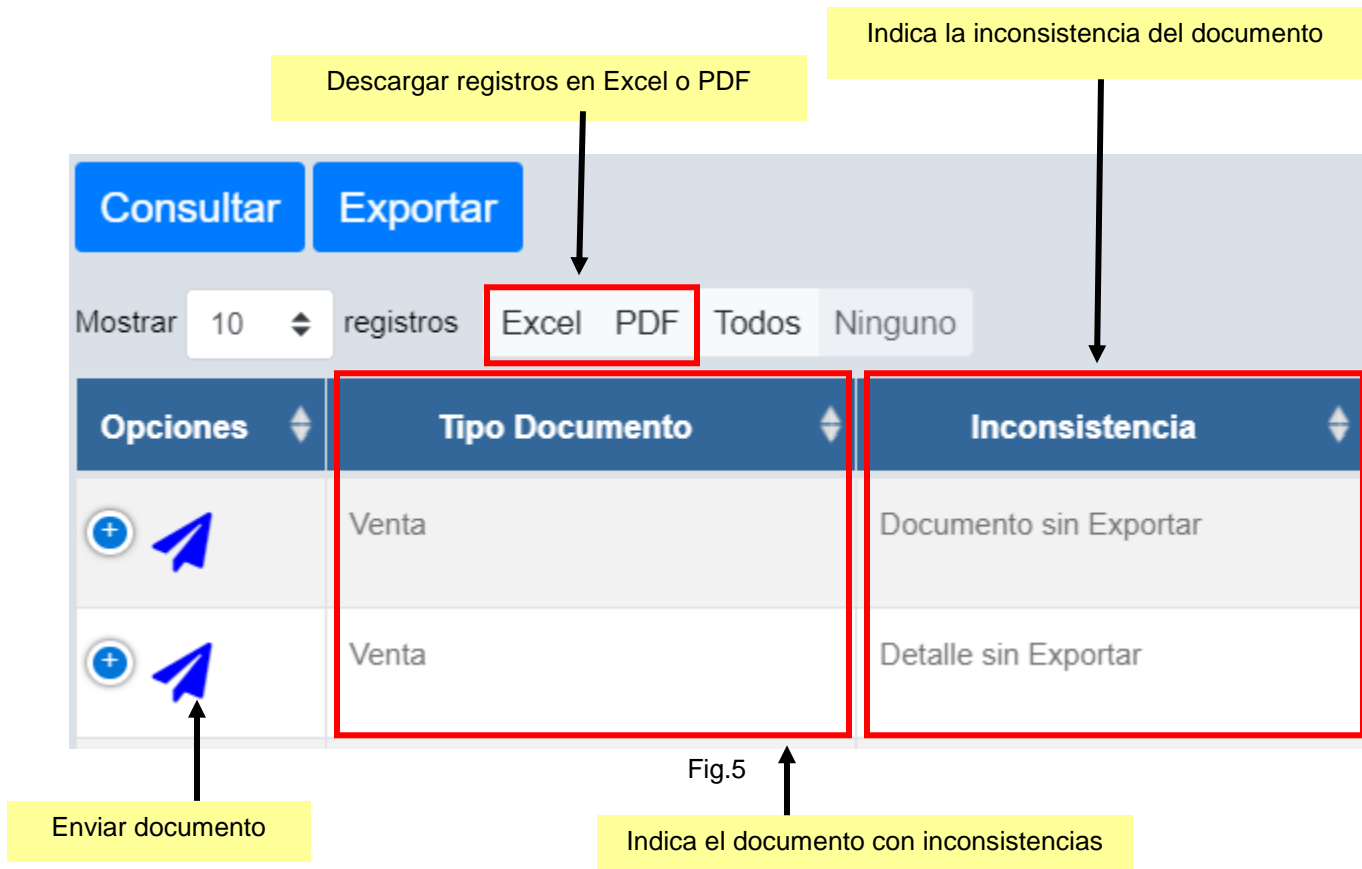 Indica la inconsistencia del documento
Descargar registros en Excel o PDF
Consultar Exportar
Mostrar 10 registros Excel PDF Todos Ninguno
Opciones Tipo Documento Inconsistencia
Venta Documento sin Exportar
Venta Detalle sin Exportar
Fig.5
Enviar documento
Indica el documento con inconsistencias